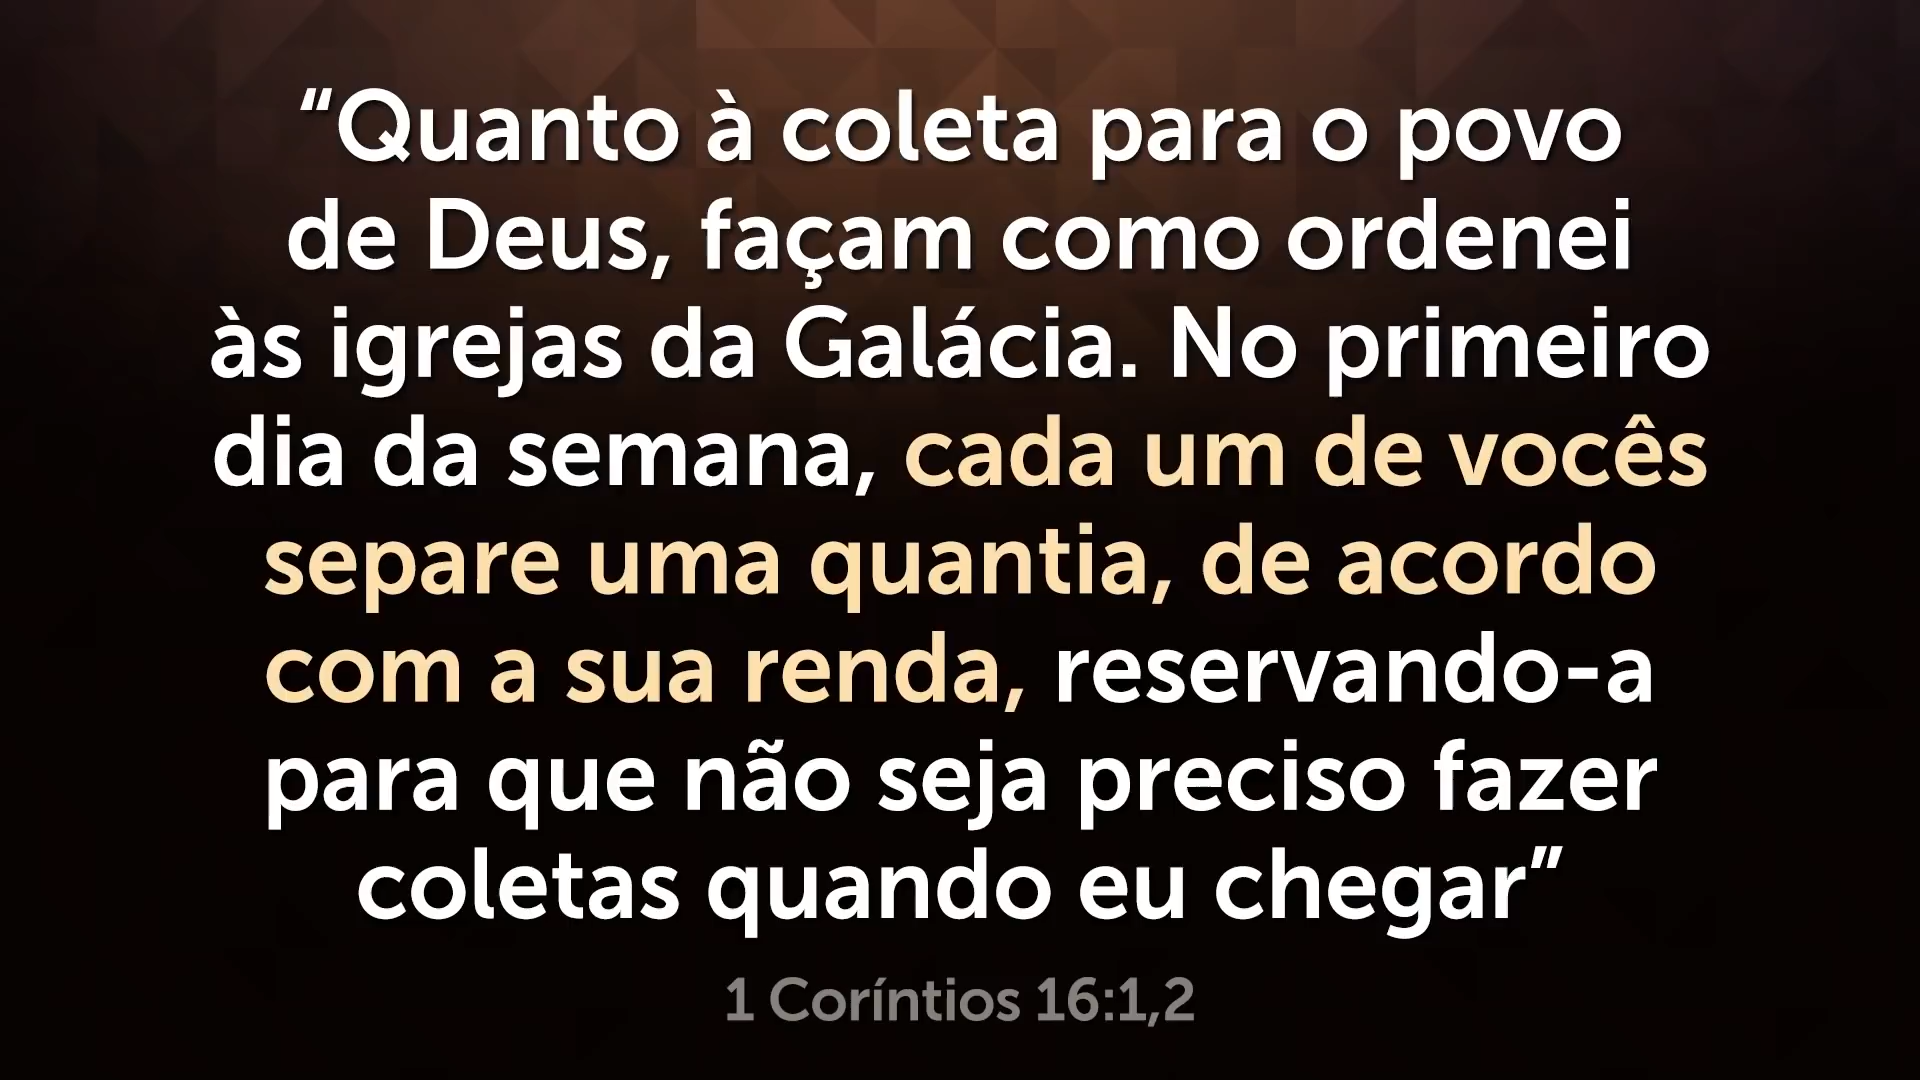 “Quanto à coleta para o povo
de Deus, façam como ordenei
às igrejas da Galácia. No primeiro
dia da semana, cada um de vocês
separe uma quantia, de acordo
com a sua renda, reservando-a
para que não seja preciso fazer
coletas quando eu chegar”
1 Coríntios 16:1,2